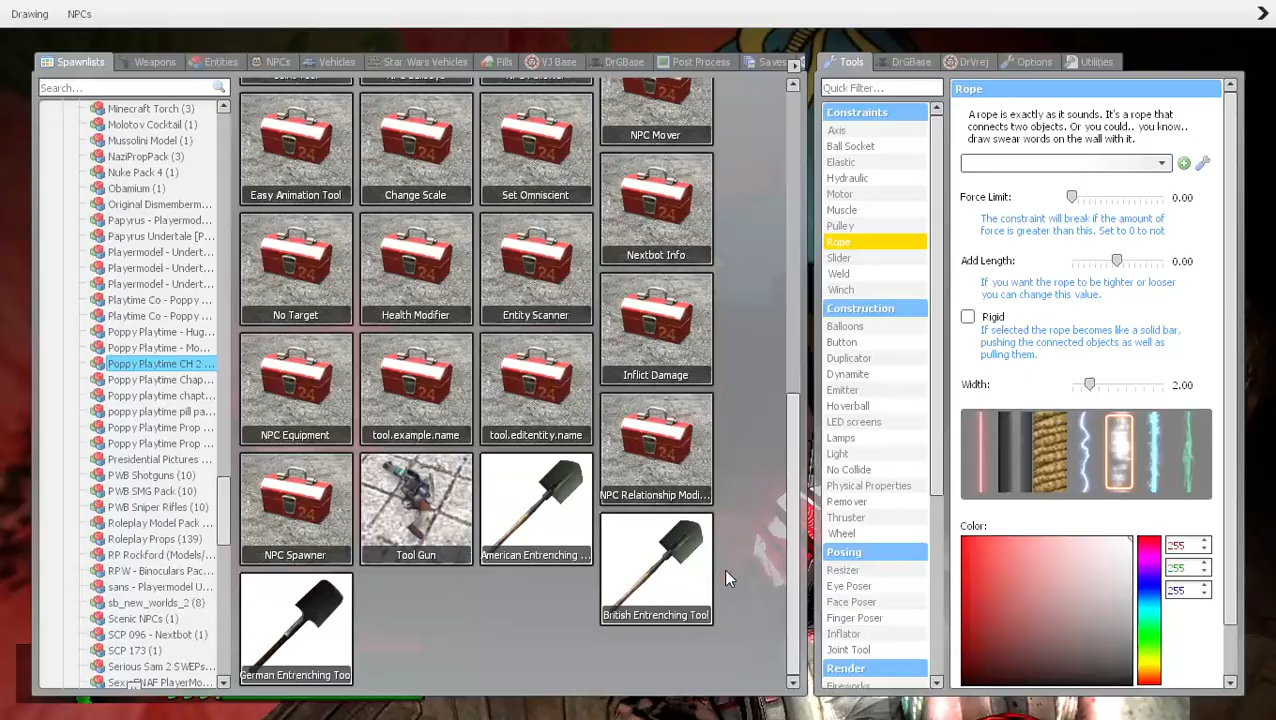 Drawing NPCs
Spawnlists Weapons Entities NPCs Vehicles Star Wars Vehicles Pills VJ Base DrGBase Post Process Saves
Tools DrGBase DrVrej Options Utilities
Search...
Minecraft Torch (3)
Molotov Cocktail (1)
Mussolini Model (1)
NaziPropPack (3)
Nuke Pack 4 (1)
Obamium (1)
Original Dismemberm...
Papyrus - Playermod...
Papyrus Undertale [P...
Playermodel - Undert...
Playermodel - Undert...
Playermodel - Undert...
Playtime Co - Poppy ...
Playtime Co - Poppy ...
Poppy Playtime - Hug...
Poppy Playtime - Mo...
Poppy Playtime CH 2 ...
Poppy Playtime Chap...
Poppy Playtime chapt...
poppy playtime pill pa...
Poppy Playtime Prop ...
Poppy Playtime Prop ...
Presidential Pictures ...
PWB Shotguns (10)
PWB SMG Pack (10)
PWB Sniper Rifles (10)
Roleplay Model Pack ...
RoleplayProps (139)
RP Rockford (Models/...
RPW - Binoculars Pac...
sans - Playermodel U...
sb_new_worlds_2 (8)
Scenic NPCs (1)
SCP 096 - Nextbot (1)
SCP 173 (1)
Serious Sam 2 SWEPs...
NPC Mover
Easy Animation Tool Change Scale Set Omniscient
Nextbot Info
No Target Health Modifier Entity Scanner
Inflict Damage
NPC Equipment tool.example.name tool.editentity.name
NPC Relationship Modi...
NPC Spawner Tool Gun American Entrenching ...
British Entrenching Tool
German Entrenching Too
Quick Filter...
Constraints
Axis
Ball Socket
Elastic
Hydraulic
Motor
Muscle
Pulley
Rope
Slider
Weld
Winch
Construction
Balloons
Button
Duplicator
Dynamite
Emitter
Hoverball
LED screens
Lamps
Light
No Collide
Physical Properties
Remover
Thruster
Wheel
Posing
Resizer
Eye Poser
Face Poser
Finger Poser
Inflator
Joint Tool
Render
Fireworks
Rope
A rope is exactly as it sounds. It's a rope that
connects two objects. Or you could.. you know..
draw swear words on the wall with it.
Force Limit: 0.00
The constraint will break if the amount of
force is greater than this. Set to 0 to not
Add Length: 0.00
If you want the rope to be tighter or looser
you can change this value.
Rigid
If selected the rope becomes like a solid bar,
pushing the connected objects as well as
pulling them.
Width: 2.00
Color:
255
255
255